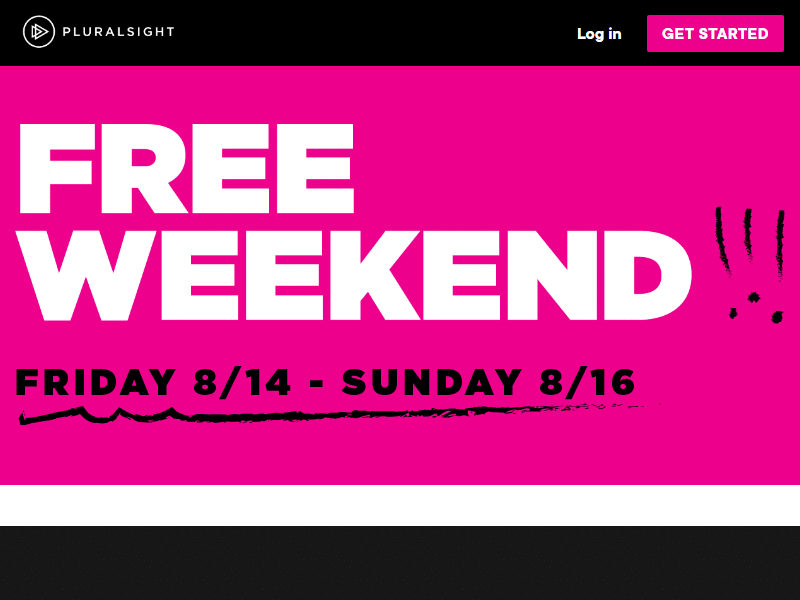 PLURALSIGHT
Log in
GET STARTED
FREE
WEEKEND
!!!
FRIDAY 8/14 - SUNDAY 8/16